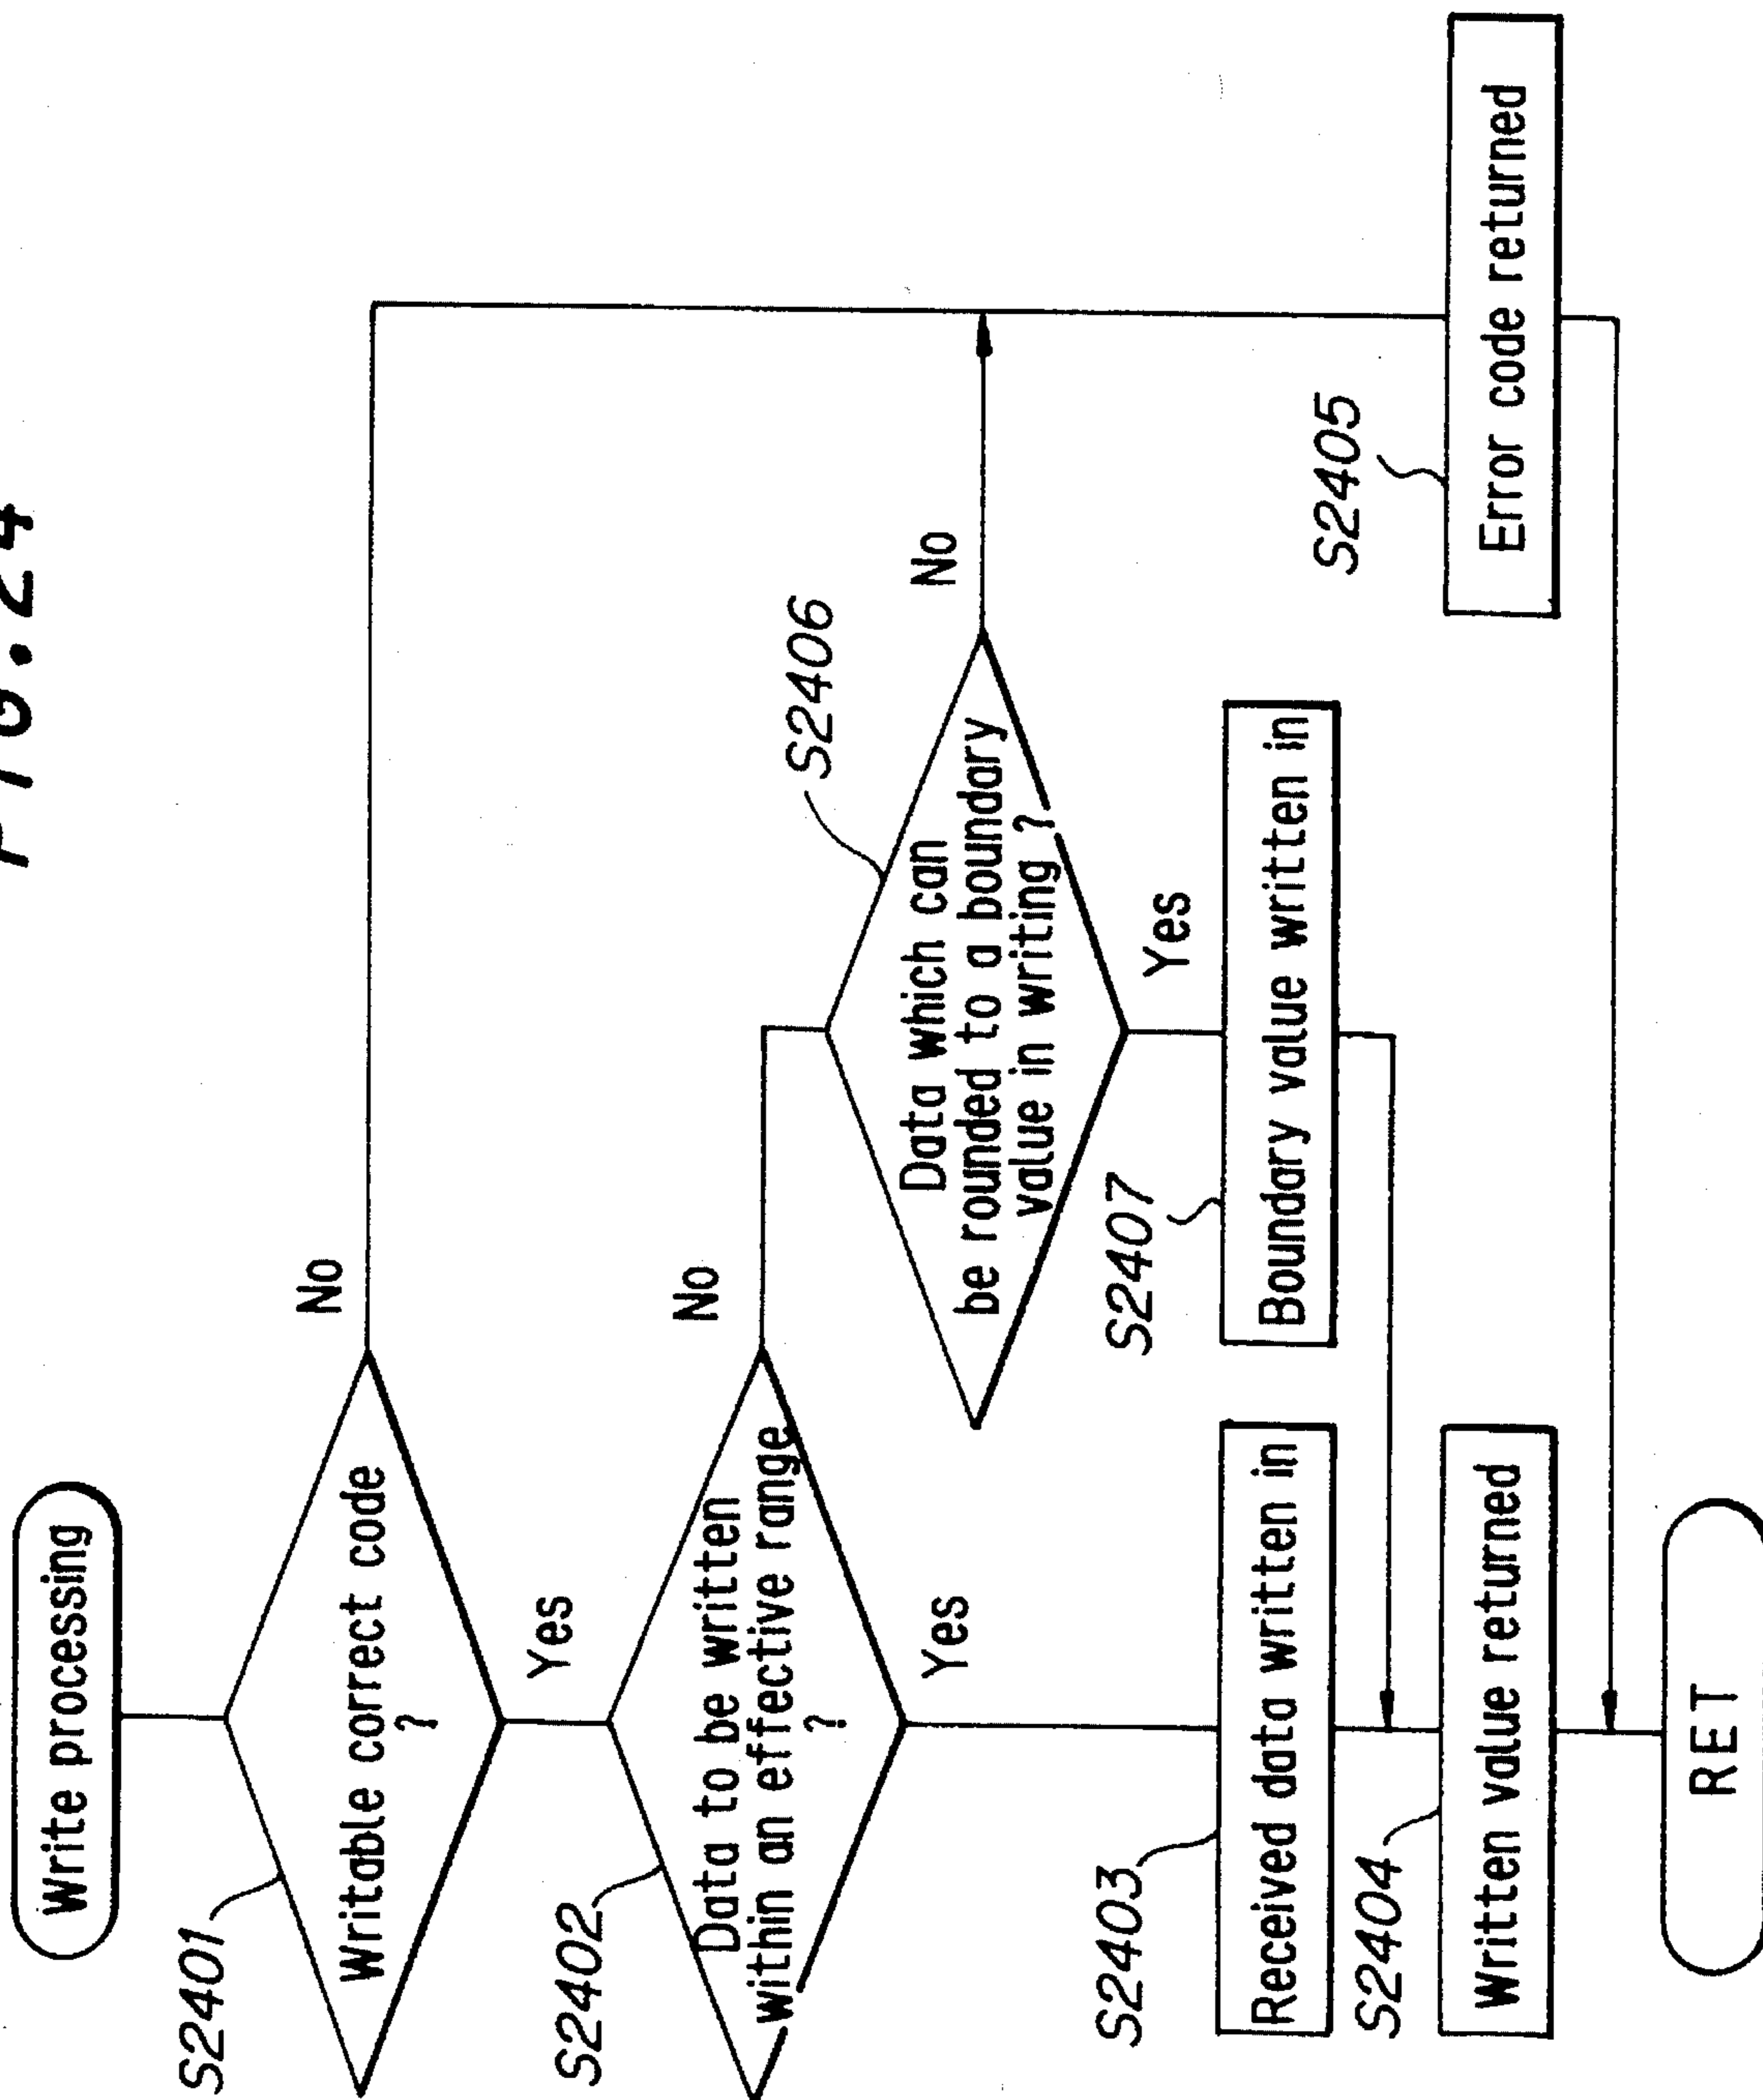 FIG. 24
Write processing
S2401
Writable correct code
?
No
Yes
S2402
Data to be written
within an effective range
?
No
Yes
S2406
Data which can
be rounded to a boundary
value in writing ?
No
Yes
S2403
Received data written in
S2407
Boundary value written in
S2404
Written value returned
S2405
Error code returned
RET